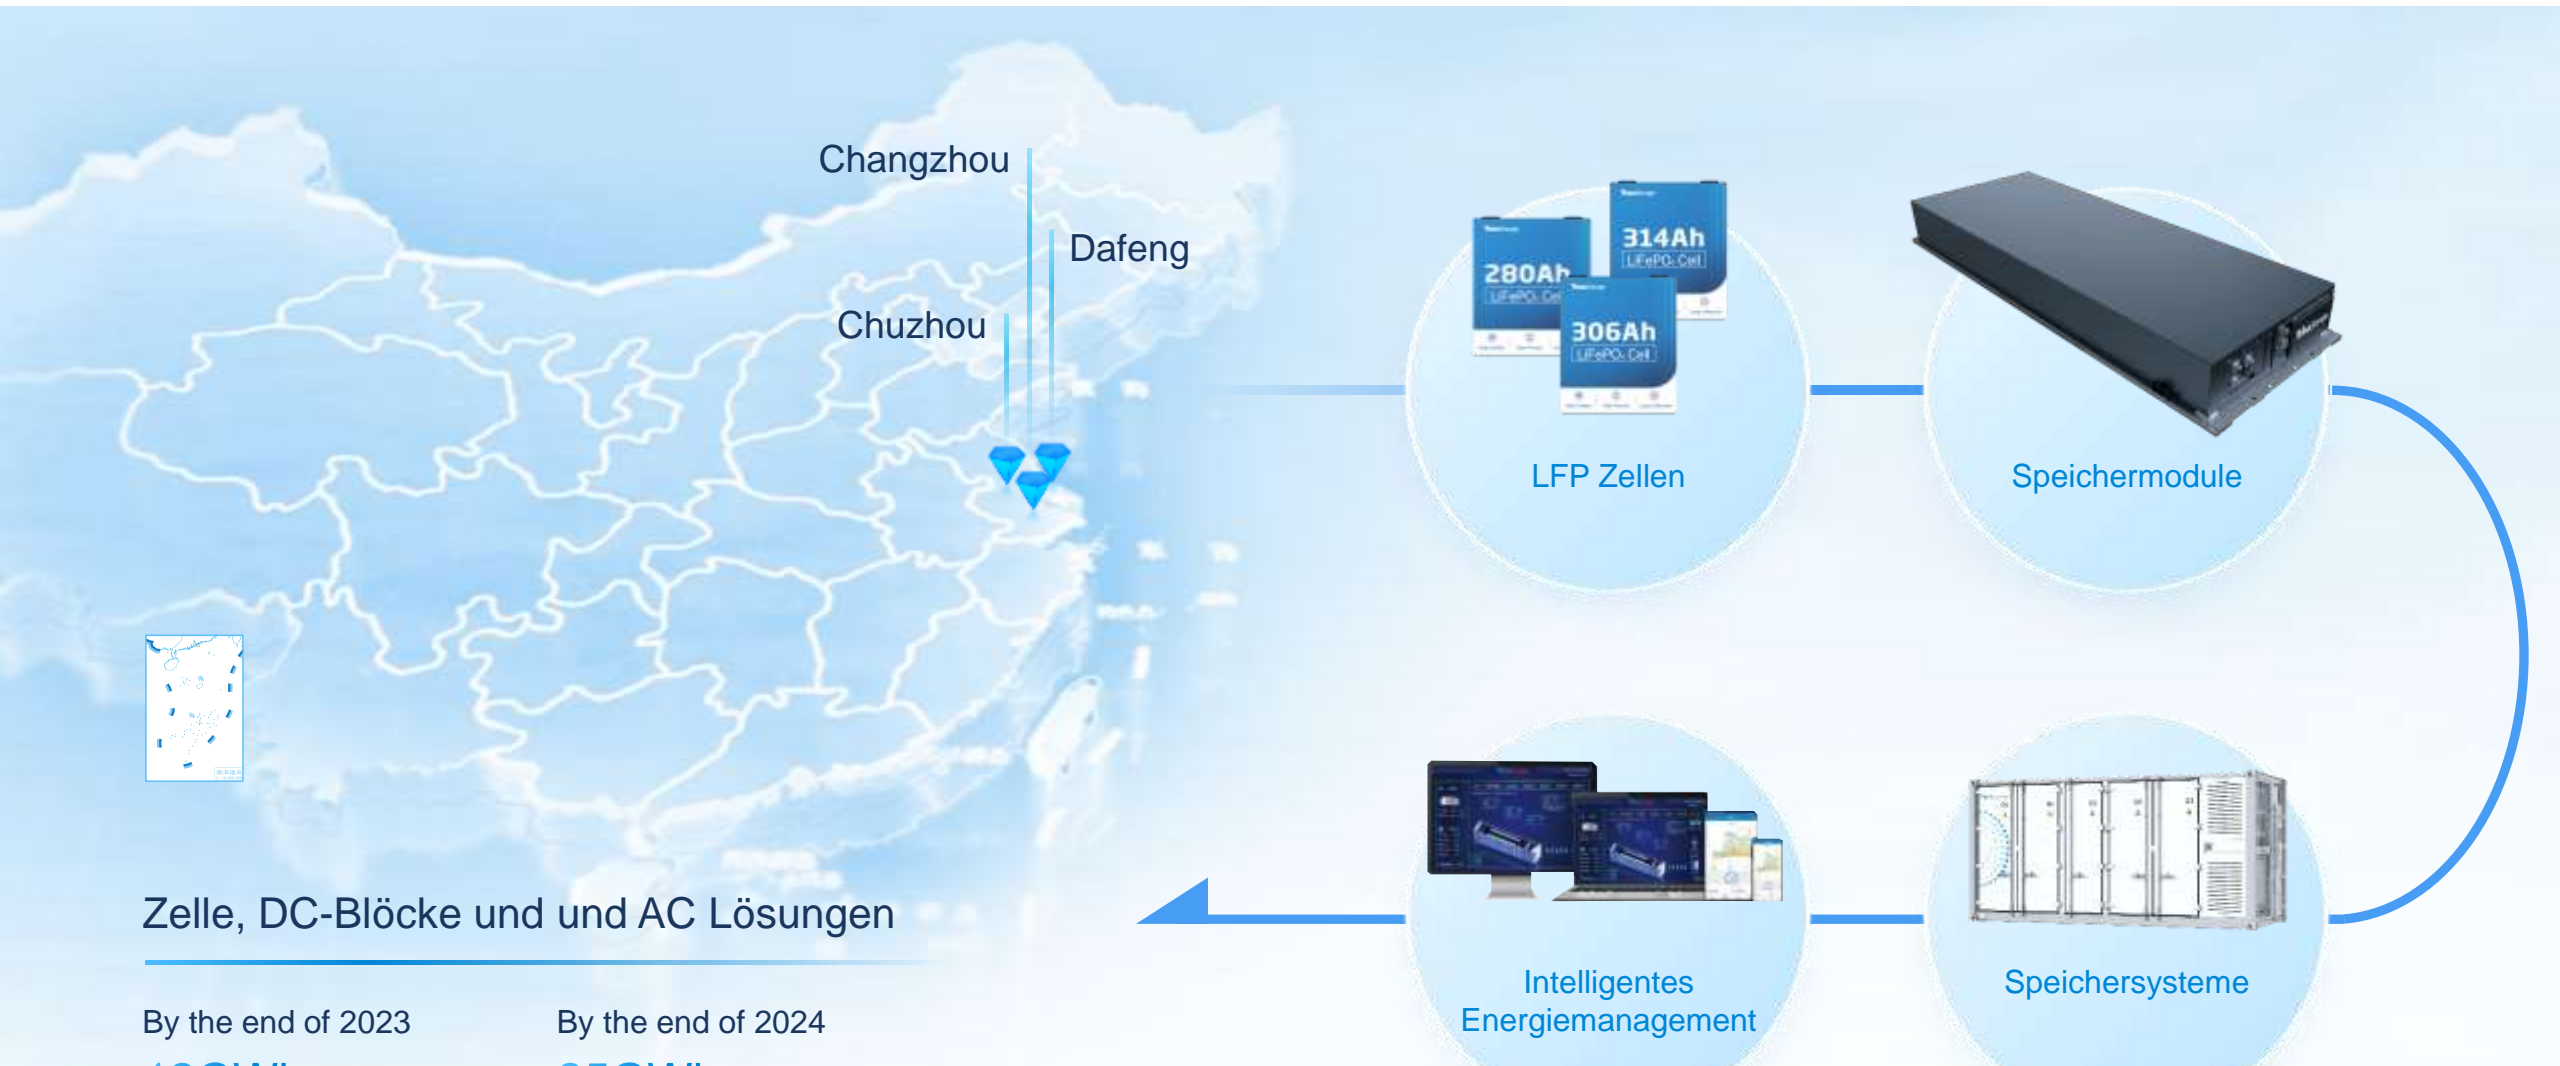 Changzhou
Dafeng
Chuzhou
314Ah
LiFePO₄ Cell
280Ah
306Ah
LiFePO₄ Cell
LFP Zellen
Speichermodule
Zelle, DC-Blöcke und und AC Lösungen
By the end of 2023
By the end of 2024
Intelligentes
Energiemanagement
Speichersysteme